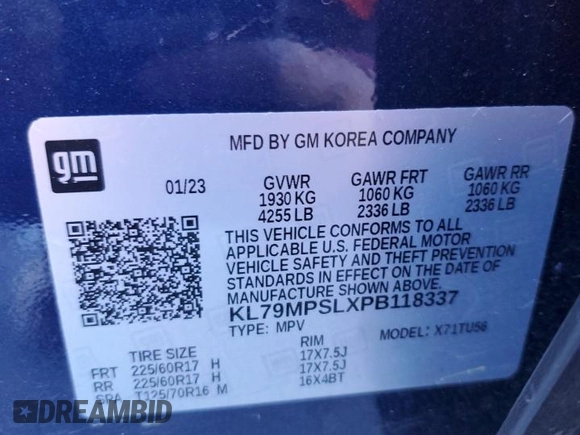 gm
MFD BY GM KOREA COMPANY
01/23
GVWR
1930 KG
4255 LB
GAWR FRT
1060 KG
2336 LB
GAWR RR
1060 KG
2336 LB
THIS VEHICLE CONFORMS TO ALL
APPLICABLE U.S. FEDERAL MOTOR
VEHICLE SAFETY AND THEFT PREVENTION
STANDARDS IN EFFECT ON THE DATE OF
MANUFACTURE SHOWN ABOVE.
KL79MPSLXPB118337
TYPE: MPV
MODEL: X71TU56
TIRE SIZE
RIM
FRT 225/60R17 H 17X7.5J
RR 225/60R17 H 17X7.5J
SPA T125/70R16 M 16X4BT
DREAMBID